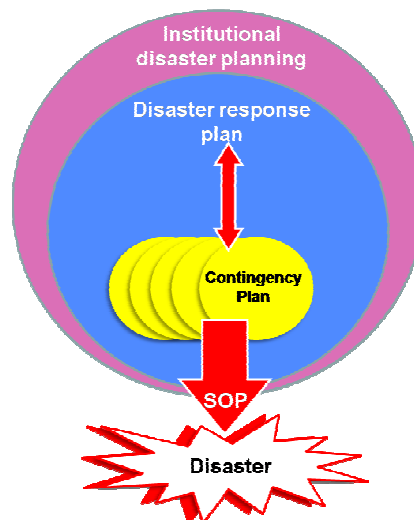 Institutional
disaster planning
Disaster response
plan
Contingency
Plan
SOP
Disaster